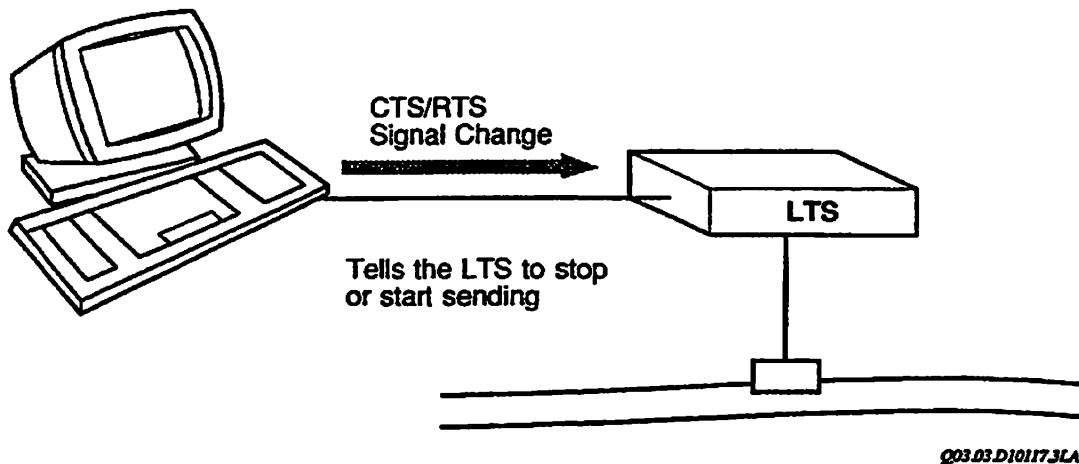 CTS/RTS
Signal Change
LTS
Tells the LTS to stop
or start sending
Q03.03.D10117.3LA